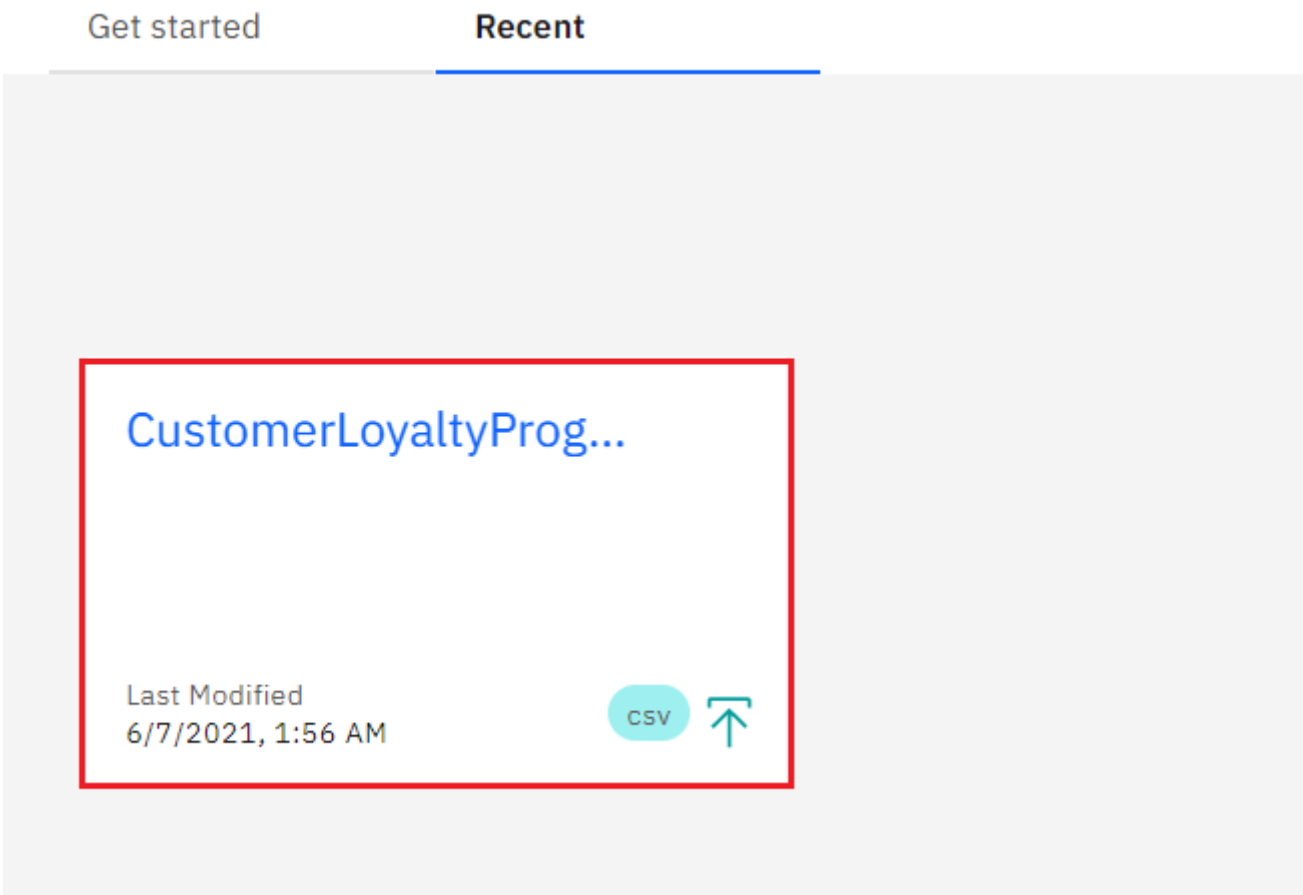 Get started
Recent
CustomerLoyaltyProg...
Last Modified
6/7/2021, 1:56 AM
csv